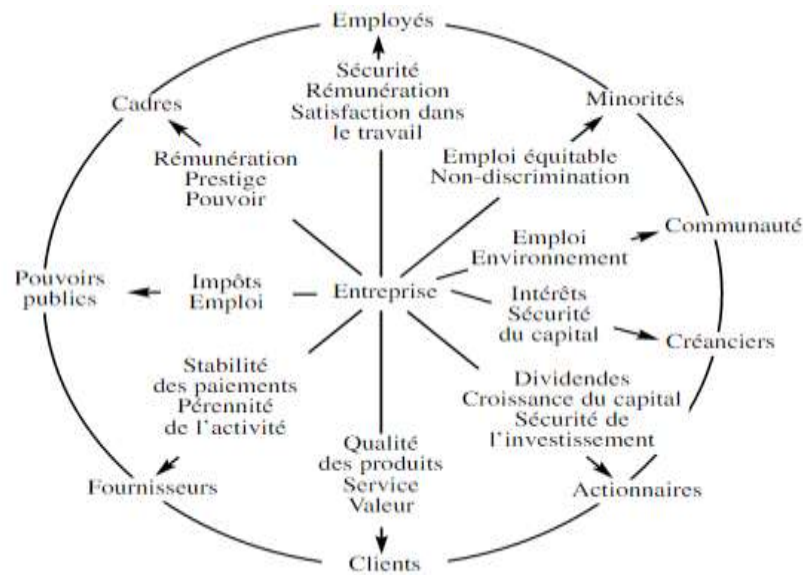 Employés
Sécurité
Rémunération
Satisfaction dans
le travail
Cadres
Rémunération
Prestige
Pouvoir
Minorités
Emploi équitable
Non-discrimination
Communauté
Emploi
Environnement
Pouvoirs
publics
Impôts
Emploi
Entreprise
Intérêts
Sécurité
du capital
Créanciers
Stabilité
des paiements
Pérennité
de l'activité
Fournisseurs
Qualité
des produits
Service
Valeur
Clients
Dividendes
Croissance du capital
Sécurité de
l'investissement
Actionnaires